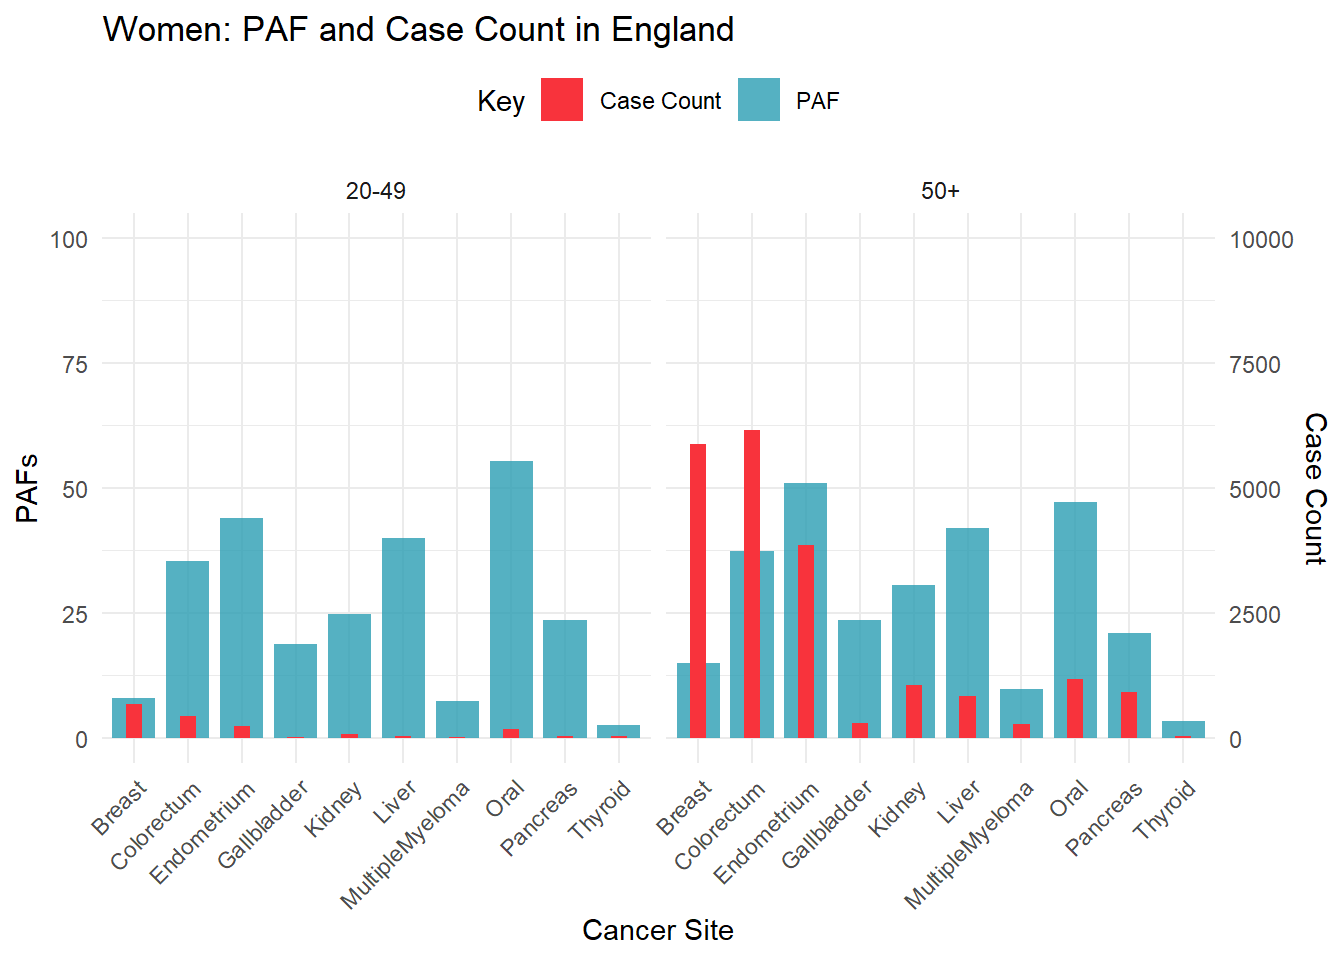 Women: PAF and Case Count in England
Key Case Count PAF
20-49 50+
100 10000
75 7500
50 5000
25 2500
0 0
PAFs
Case Count
Breast Colorectum Endometrium Gallbladder Kidney Liver MultipleMyeloma Oral Pancreas Thyroid Breast Colorectum Endometrium Gallbladder Kidney Liver MultipleMyeloma Oral Pancreas Thyroid
Cancer Site